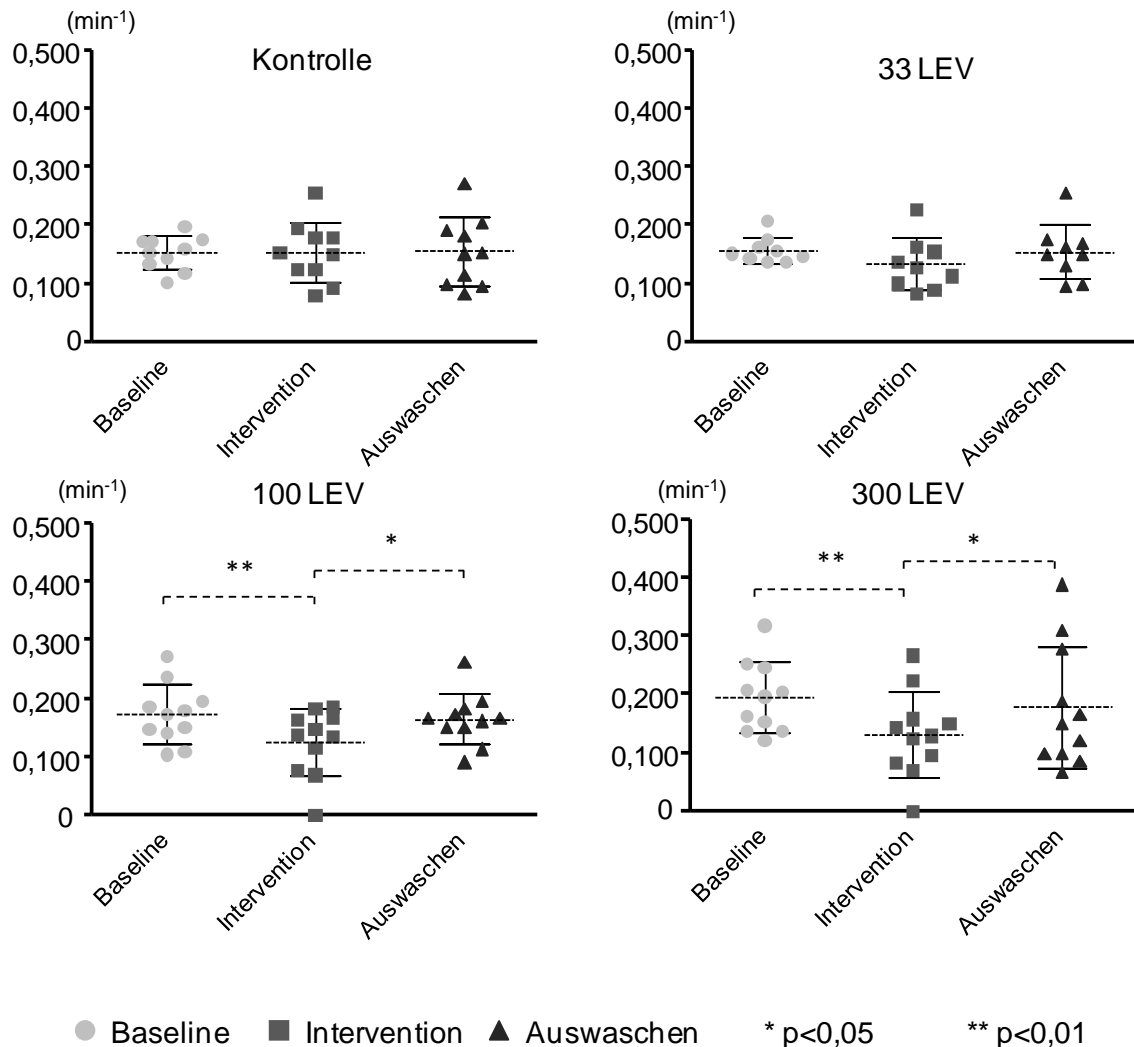 (min⁻¹)
Kontrolle
0,500
0,400
0,300
0,200
0,100
0
Baseline
Intervention
Auswaschen
(min⁻¹)
33 LEV
0,500
0,400
0,300
0,200
0,100
0
Baseline
Intervention
Auswaschen
(min⁻¹)
100 LEV
0,500
0,400
0,300
0,200
0,100
0
**
*
Baseline
Intervention
Auswaschen
(min⁻¹)
300 LEV
0,500
0,400
0,300
0,200
0,100
0
**
*
Baseline
Intervention
Auswaschen
Baseline Intervention Auswaschen * p<0,05 ** p<0,01